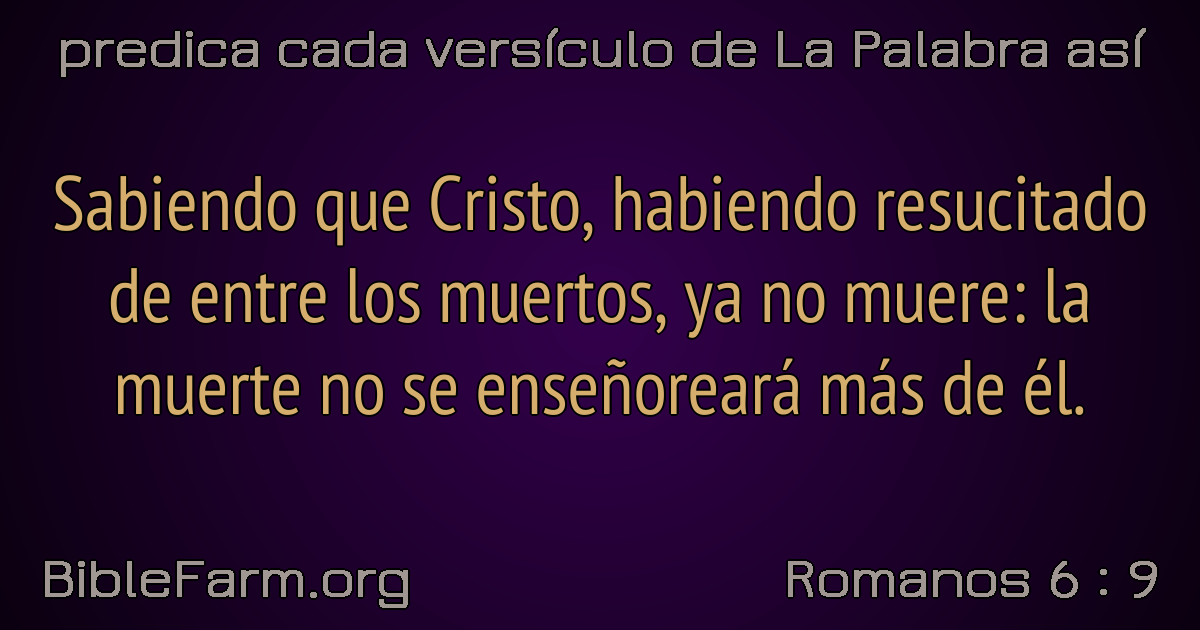 predica cada versículo de La Palabra así
Sabiendo que Cristo, habiendo resucitado
de entre los muertos, ya no muere: la
muerte no se enseñoreará más de él.
BibleFarm.org
Romanos 6 : 9